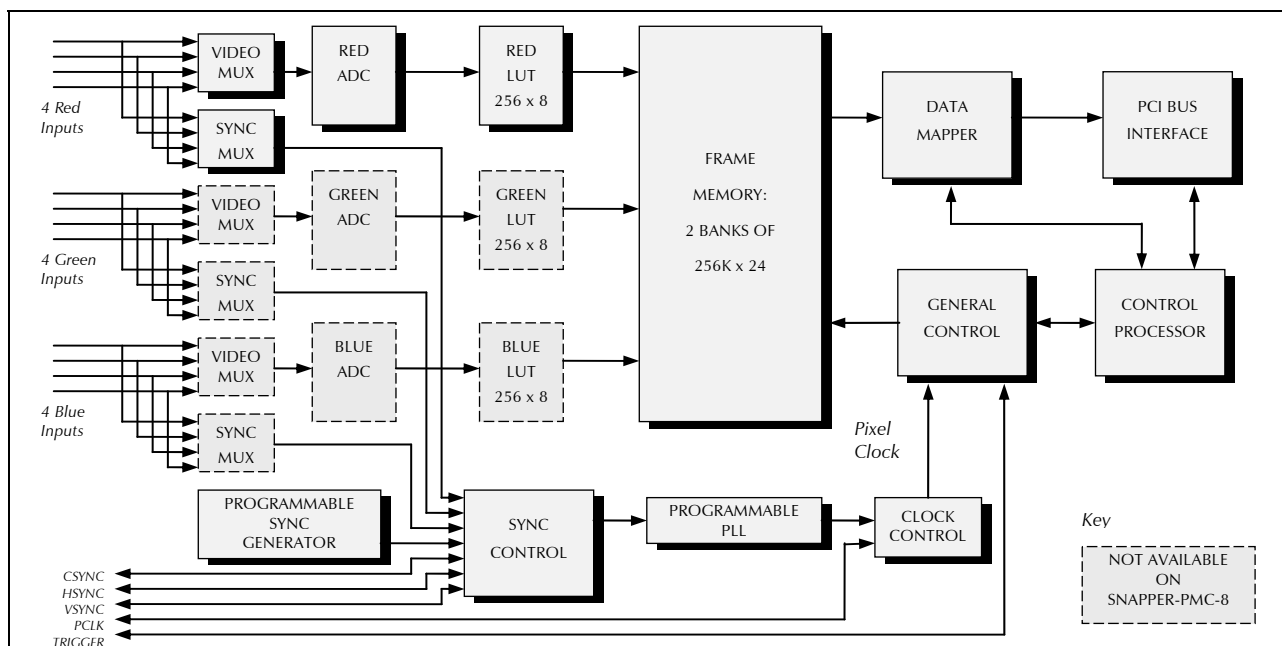 4 Red
Inputs
VIDEO
MUX
SYNC
MUX
RED
ADC
RED
LUT
256 x 8
4 Green
Inputs
VIDEO
MUX
SYNC
MUX
GREEN
ADC
GREEN
LUT
256 x 8
4 Blue
Inputs
VIDEO
MUX
SYNC
MUX
BLUE
ADC
BLUE
LUT
256 x 8
FRAME
MEMORY:
2 BANKS OF
256K x 24
DATA
MAPPER
PCI BUS
INTERFACE
GENERAL
CONTROL
CONTROL
PROCESSOR
Pixel
Clock
PROGRAMMABLE
SYNC
GENERATOR
SYNC
CONTROL
PROGRAMMABLE
PLL
CLOCK
CONTROL
CSYNC
HSYNC
VSYNC
PCLK
TRIGGER
Key
NOT AVAILABLE
ON
SNAPPER-PMC-8